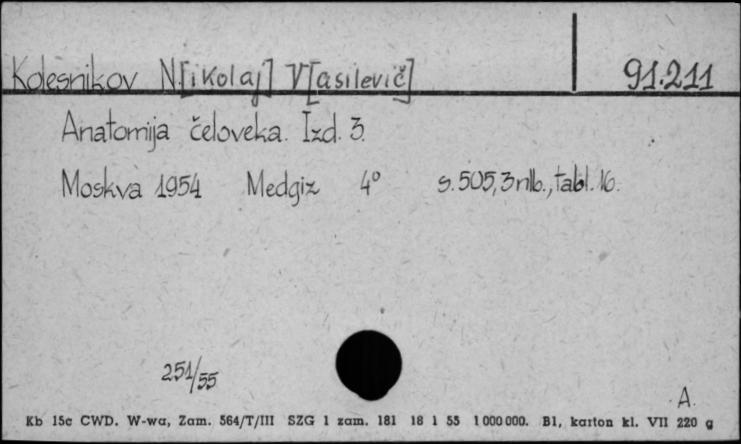 Kolesnikov N.[ikolaj] V[asilevič] 91.211
Anatomija čeloveka. Izd. 3.
Moskva 1954 Medgiz 4° s. 505, 3 nlb., tabl. 16.
251/55
A.
Kb 15c CWD. W-wa, Zam. 564/T/III SZG 1 zam. 181 18 1 55 1 000 000. B1, karton kl. VII 220 g